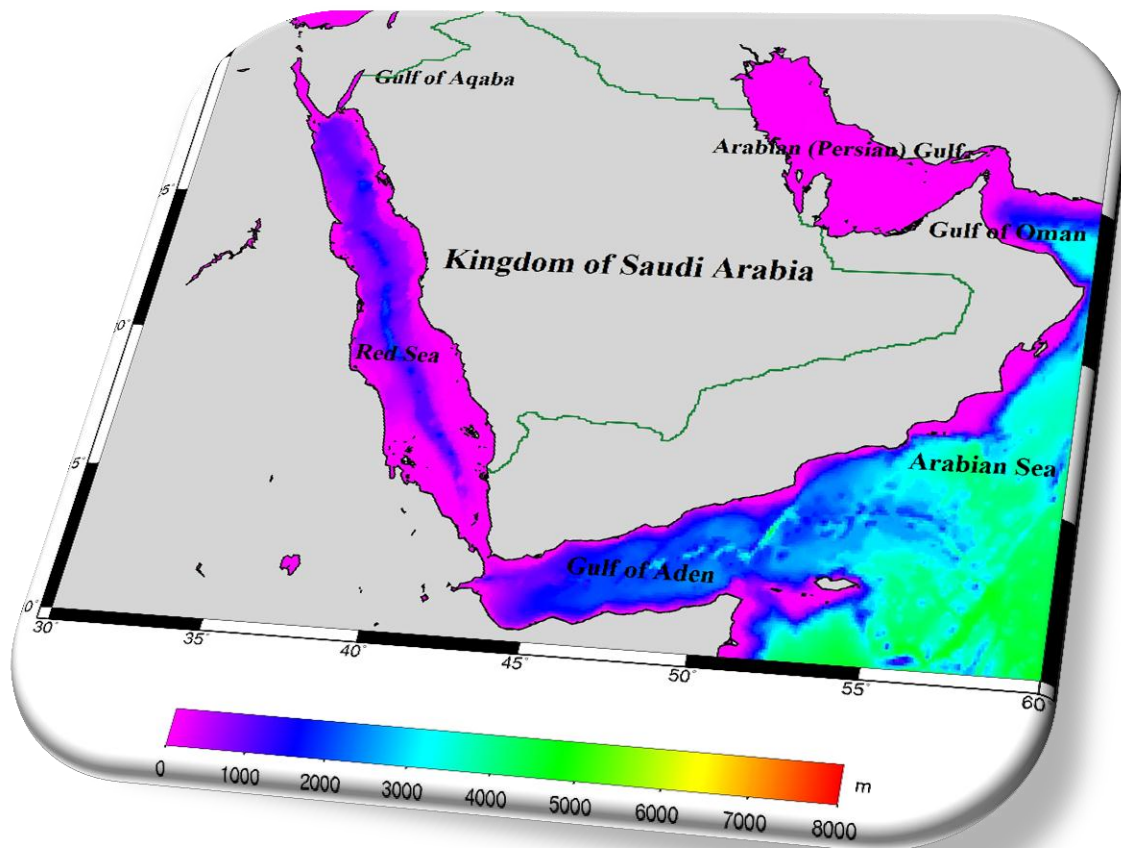 Gulf of Aqaba
Arabian (Persian) Gulf
Gulf of Oman
Kingdom of Saudi Arabia
Red Sea
Arabian Sea
Gulf of Aden
30°
35°
40°
45°
50°
55°
60°
0
1000
2000
3000
4000
5000
6000
7000
8000
m